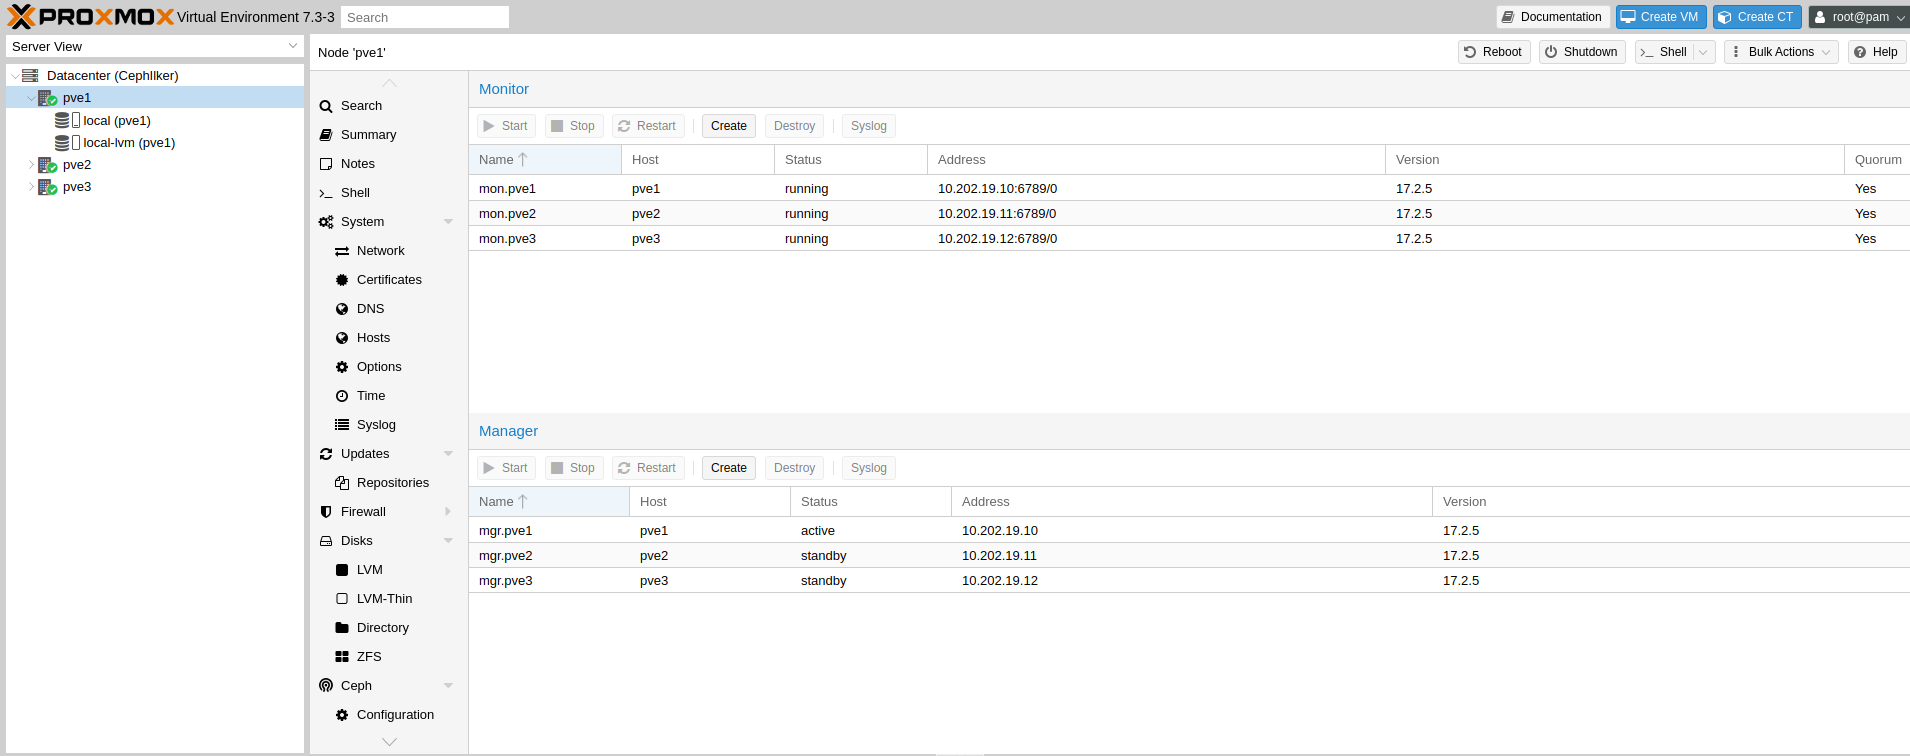 PROXMOX Virtual Environment 7.3-3 Search Documentation Create VM Create CT root@pam
Server View
Datacenter (CephIlker)
pve1
local (pve1)
local-lvm (pve1)
pve2
pve3
Node 'pve1' Reboot Shutdown Shell Bulk Actions Help
Search
Summary
Notes
Shell
System
Network
Certificates
DNS
Hosts
Options
Time
Syslog
Updates
Repositories
Firewall
Disks
LVM
LVM-Thin
Directory
ZFS
Ceph
Configuration
Monitor
Start Stop Restart Create Destroy Syslog
Name Host Status Address Version Quorum
mon.pve1 pve1 running 10.202.19.10:6789/0 17.2.5 Yes
mon.pve2 pve2 running 10.202.19.11:6789/0 17.2.5 Yes
mon.pve3 pve3 running 10.202.19.12:6789/0 17.2.5 Yes
Manager
Start Stop Restart Create Destroy Syslog
Name Host Status Address Version
mgr.pve1 pve1 active 10.202.19.10 17.2.5
mgr.pve2 pve2 standby 10.202.19.11 17.2.5
mgr.pve3 pve3 standby 10.202.19.12 17.2.5